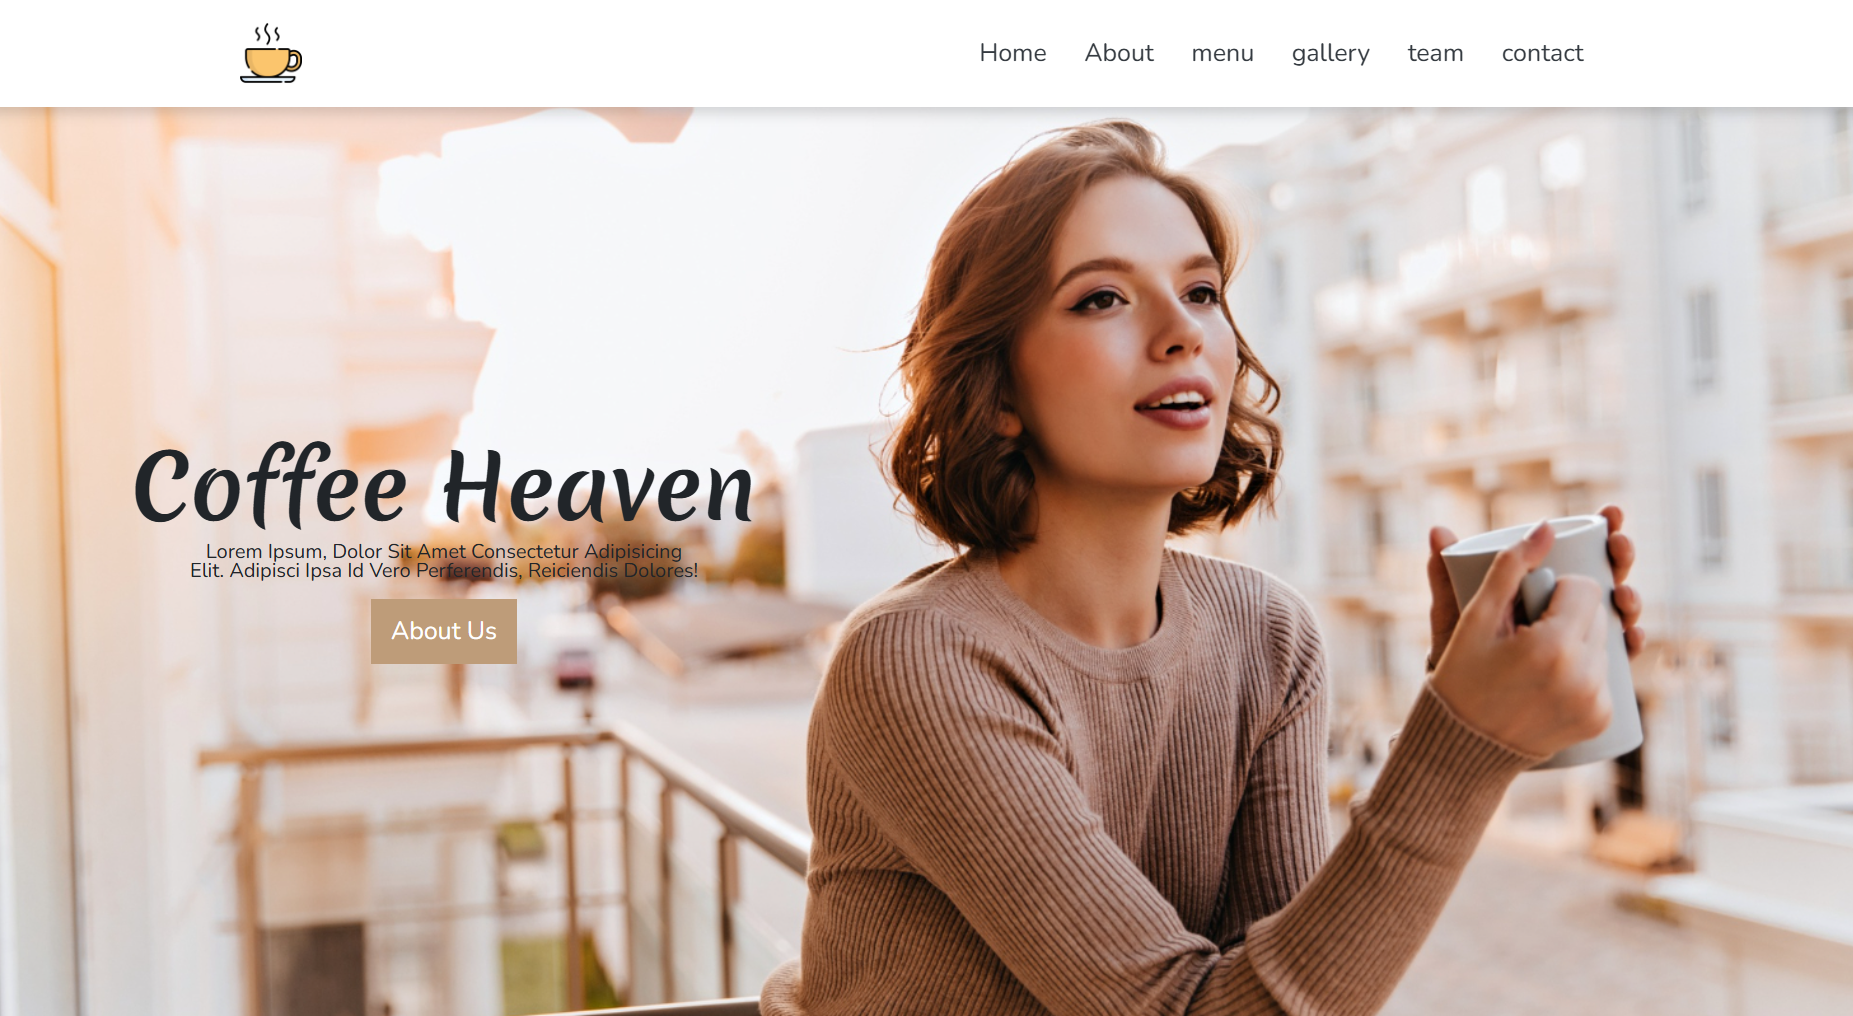 Home About menu gallery team contact
Coffee Heaven
Lorem Ipsum, Dolor Sit Amet Consectetur Adipisicing
Elit. Adipisci Ipsa Id Vero Perferendis, Reiciendis Dolores!
About Us